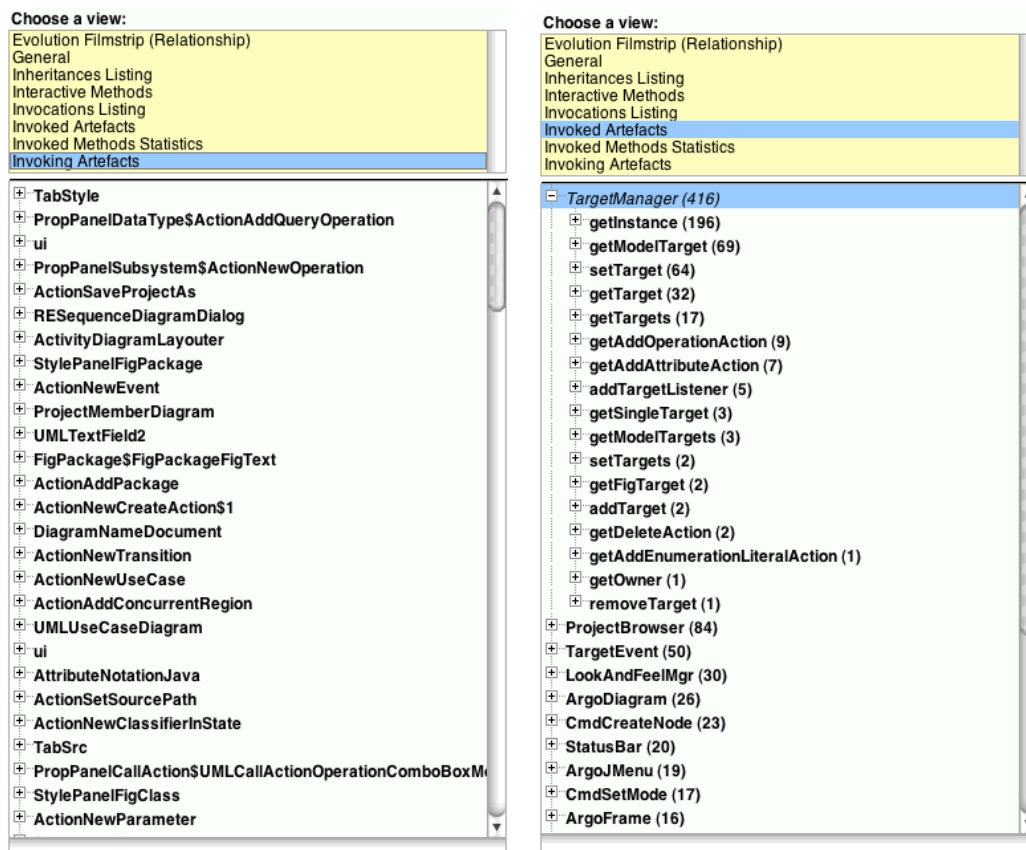 Choose a view:
Evolution Filmstrip (Relationship)
General
Inheritances Listing
Interactive Methods
Invocations Listing
Invoked Artefacts
Invoked Methods Statistics
Invoking Artefacts
TabStyle
PropPanelDataType$ActionAddQueryOperation
ui
PropPanelSubsystem$ActionNewOperation
ActionSaveProjectAs
RESequenceDiagramDialog
ActivityDiagramLayouter
StylePanelFigPackage
ActionNewEvent
ProjectMemberDiagram
UMLTextField2
FigPackage$FigPackageFigText
ActionAddPackage
ActionNewCreateAction$1
DiagramNameDocument
ActionNewTransition
ActionNewUseCase
ActionAddConcurrentRegion
UMLUseCaseDiagram
ui
AttributeNotationJava
ActionSetSourcePath
ActionNewClassifierInState
TabSrc
PropPanelCallAction$UMLCallActionOperationComboBoxMo
StylePanelFigClass
ActionNewParameter
Choose a view:
Evolution Filmstrip (Relationship)
General
Inheritances Listing
Interactive Methods
Invocations Listing
Invoked Artefacts
Invoked Methods Statistics
Invoking Artefacts
TargetManager (416)
getInstance (196)
getModelTarget (69)
setTarget (64)
getTarget (32)
getTargets (17)
getAddOperationAction (9)
getAddAttributeAction (7)
addTargetListener (5)
getSingleTarget (3)
getModelTargets (3)
setTargets (2)
getFigTarget (2)
addTarget (2)
getDeleteAction (2)
getAddEnumerationLiteralAction (1)
getOwner (1)
removeTarget (1)
ProjectBrowser (84)
TargetEvent (50)
LookAndFeelMgr (30)
ArgoDiagram (26)
CmdCreateNode (23)
StatusBar (20)
ArgoJMenu (19)
CmdSetMode (17)
ArgoFrame (16)